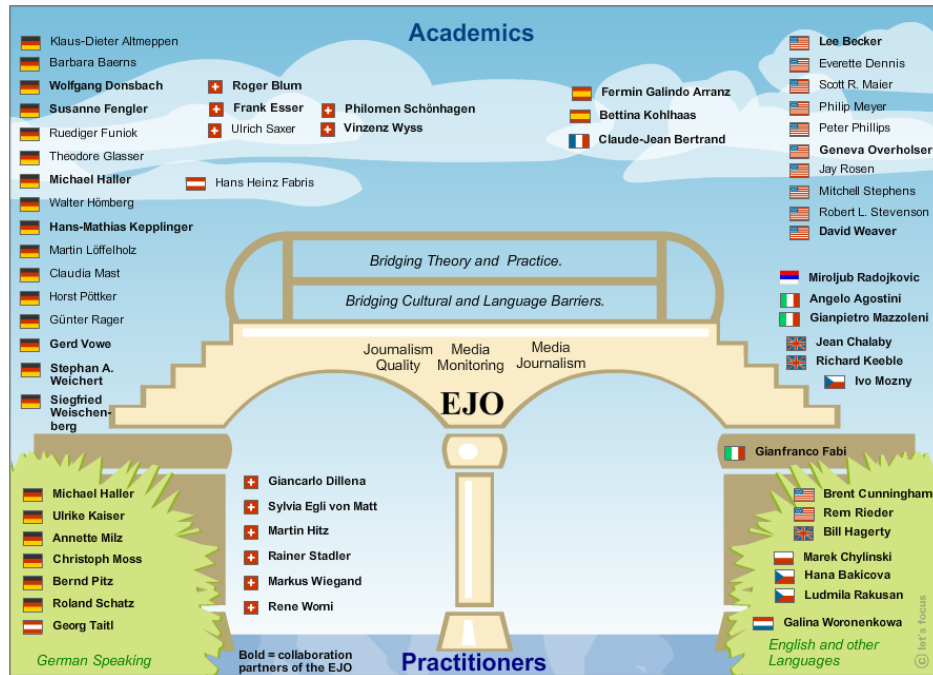 Academics
Klaus-Dieter Altmeppen
Barbara Baerns
Wolfgang Donsbach
Susanne Fengler
Ruediger Funiok
Theodore Glasser
Michael Haller
Walter Hömberg
Hans-Mathias Kepplinger
Martin Löffelholz
Claudia Mast
Horst Pöttker
Günter Rager
Gerd Vowe
Stephan A.
Weichert
Siegfried
Weischen-
berg
Roger Blum
Frank Esser
Ulrich Saxer
Philomen Schönhagen
Vinzenz Wyss
Hans Heinz Fabris
Fermin Galindo Arranz
Bettina Kohlhaas
Claude-Jean Bertrand
Lee Becker
Everette Dennis
Scott R. Maier
Philip Meyer
Peter Phillips
Geneva Overholser
Jay Rosen
Mitchell Stephens
Robert L. Stevenson
David Weaver
Miroljub Radojkovic
Angelo Agostini
Gianpietro Mazzoleni
Jean Chalaby
Richard Keeble
Ivo Mozny
Bridging Theory and Practice.
Bridging Cultural and Language Barriers.
Journalism
Quality
Media
Monitoring
Media
Journalism
EJO
Gianfranco Fabi
Michael Haller
Ulrike Kaiser
Annette Milz
Christoph Moss
Bernd Pitz
Roland Schatz
Georg Taitl
German Speaking
Giancarlo Dillena
Sylvia Egli von Matt
Martin Hitz
Rainer Stadler
Markus Wiegand
Rene Worni
Bold = collaboration
partners of the EJO
Practitioners
Brent Cunningham
Rem Rieder
Bill Hagerty
Marek Chylinski
Hana Bakicova
Ludmila Rakusan
Galina Woronenkowa
English and other
Languages
© let's focus